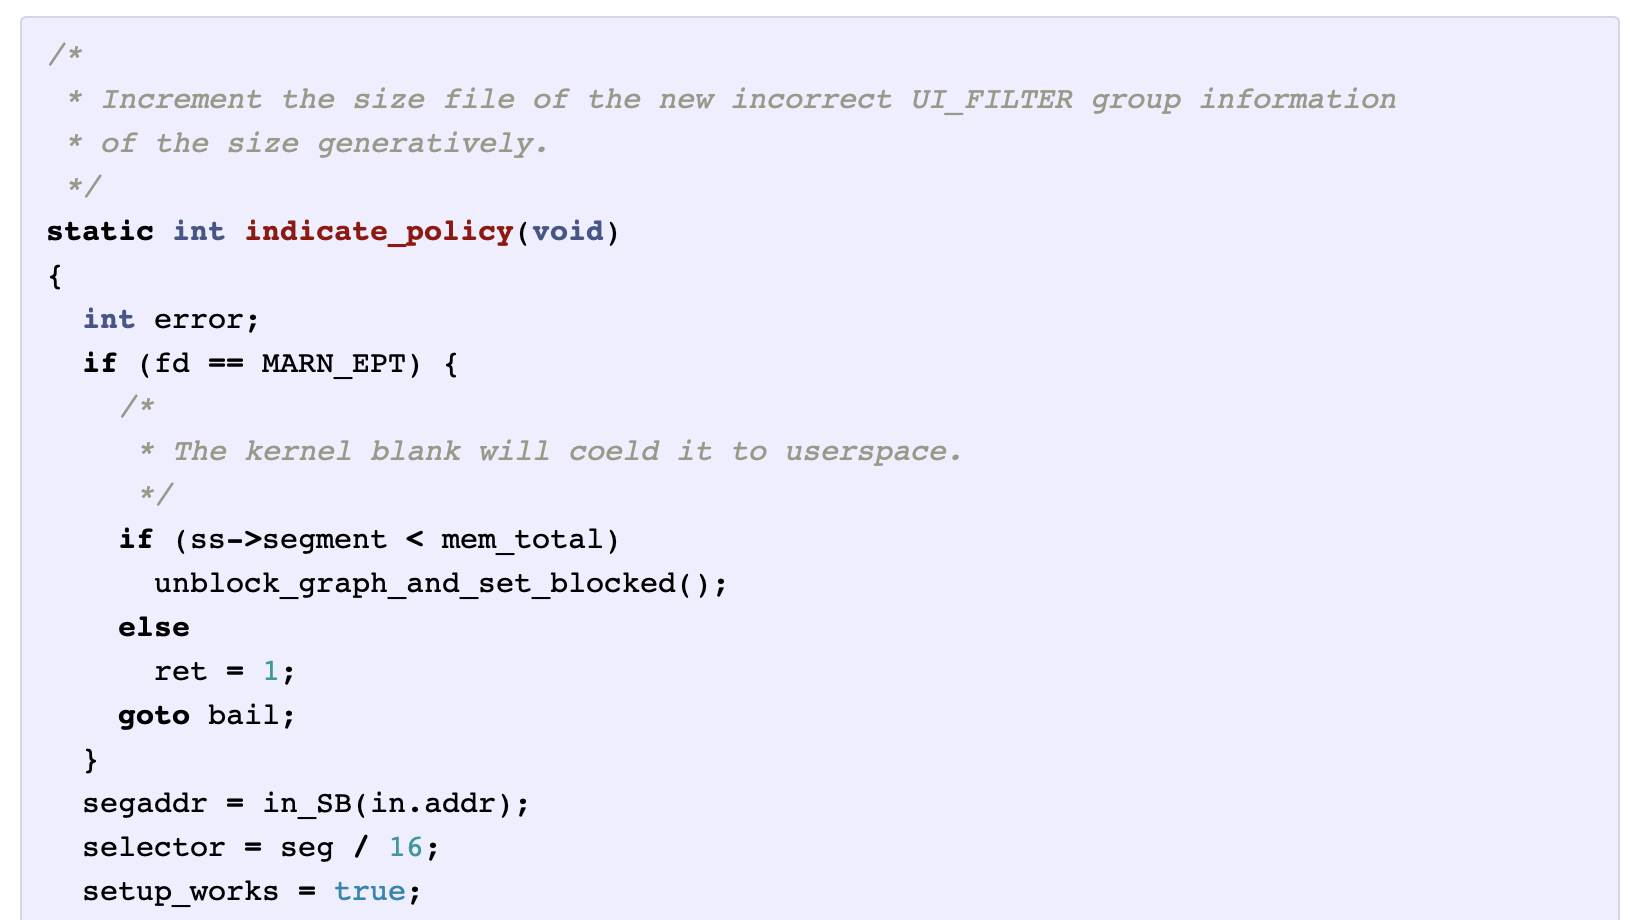 /*
 * Increment the size file of the new incorrect UI_FILTER group information
 * of the size generatively.
 */
static int indicate_policy(void)
{
  int error;
  if (fd == MARN_EPT) {
    /*
     * The kernel blank will coeld it to userspace.
     */
    if (ss->segment < mem_total)
      unblock_graph_and_set_blocked();
    else
      ret = 1;
    goto bail;
  }
  segaddr = in_SB(in.addr);
  selector = seg / 16;
  setup_works = true;